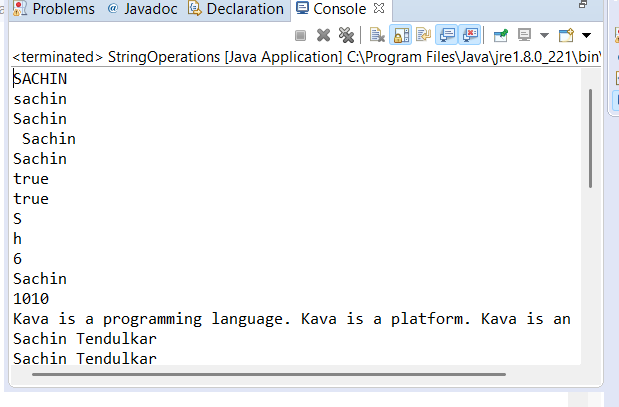 Problems @ Javadoc Declaration Console
<terminated> StringOperations [Java Application] C:\Program Files\Java\jre1.8.0_221\bin\
SACHIN
sachin
Sachin
 Sachin
Sachin
true
true
S
h
6
Sachin
1010
Kava is a programming language. Kava is a platform. Kava is an
Sachin Tendulkar
Sachin Tendulkar